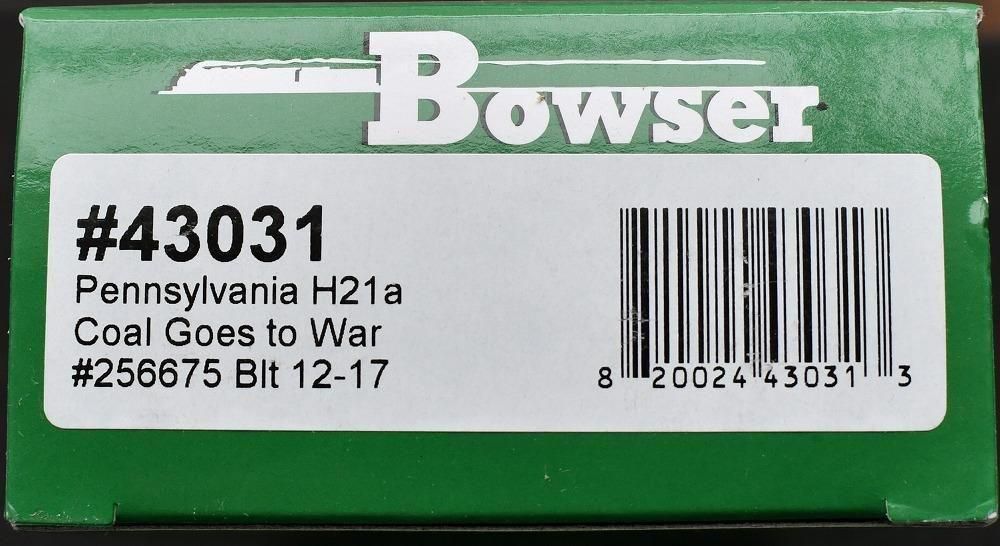 Bowser
#43031
Pennsylvania H21a
Coal Goes to War
#256675 Blt 12-17
8 20024 43031 3